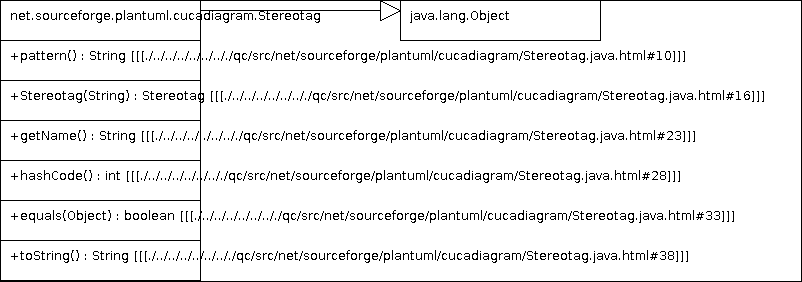 net.sourceforge.plantuml.cucadiagram.Stereotag
java.lang.Object
+pattern() : String [[[./../../../../../../../qc/src/net/sourceforge/plantuml/cucadiagram/Stereotag.java.html#10]]]
+Stereotag(String) : Stereotag [[[./../../../../../../../qc/src/net/sourceforge/plantuml/cucadiagram/Stereotag.java.html#16]]]
+getName() : String [[[./../../../../../../../qc/src/net/sourceforge/plantuml/cucadiagram/Stereotag.java.html#23]]]
+hashCode() : int [[[./../../../../../../../qc/src/net/sourceforge/plantuml/cucadiagram/Stereotag.java.html#28]]]
+equals(Object) : boolean [[[./../../../../../../../qc/src/net/sourceforge/plantuml/cucadiagram/Stereotag.java.html#33]]]
+toString() : String [[[./../../../../../../../qc/src/net/sourceforge/plantuml/cucadiagram/Stereotag.java.html#38]]]